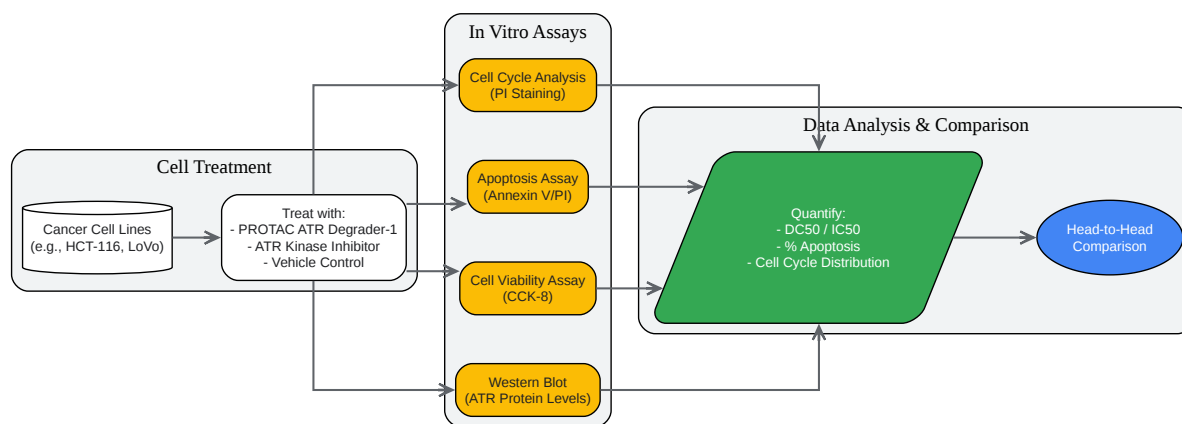 Cell Treatment
Cancer Cell Lines
(e.g., HCT-116, LoVo)
Treat with:
- PROTAC ATR Degrader-1
- ATR Kinase Inhibitor
- Vehicle Control
In Vitro Assays
Cell Cycle Analysis
(PI Staining)
Apoptosis Assay
(Annexin V/PI)
Cell Viability Assay
(CCK-8)
Western Blot
(ATR Protein Levels)
Data Analysis & Comparison
Quantify:
- DC50 / IC50
- % Apoptosis
- Cell Cycle Distribution
Head-to-Head
Comparison